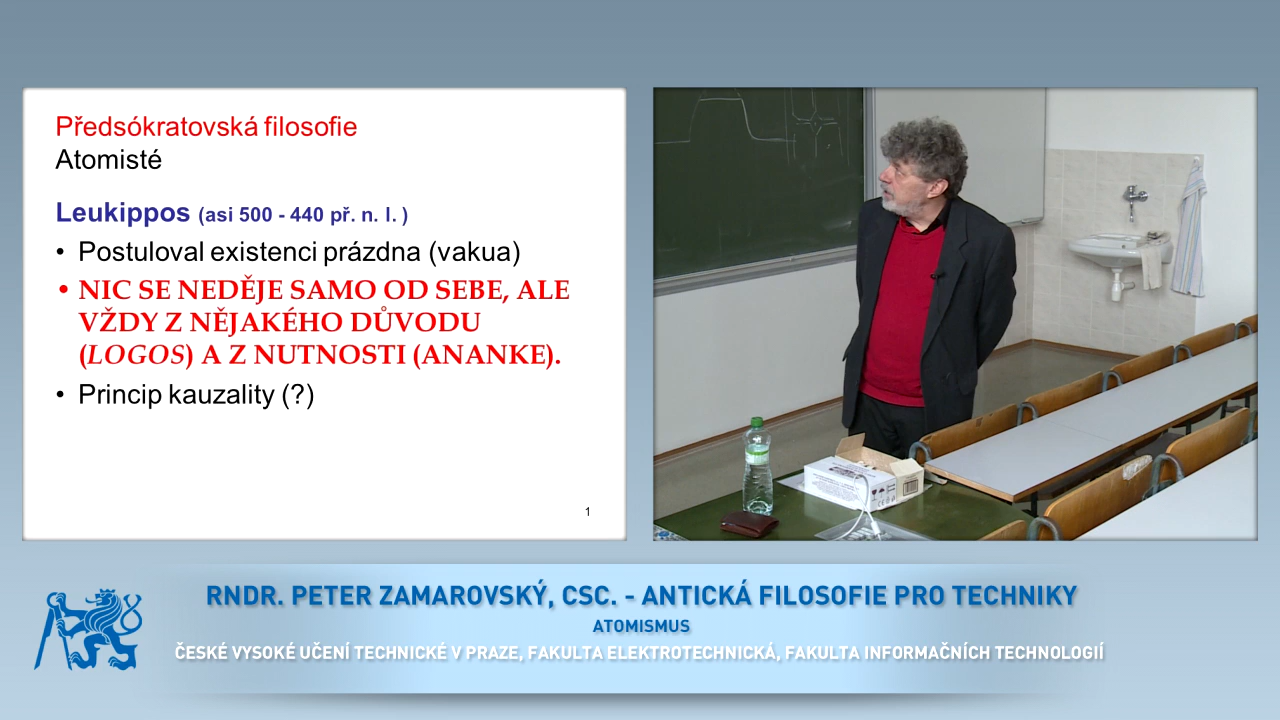 Předsókratovská filosofie
Atomisté
Leukippos (asi 500 - 440 př. n. l. )
• Postuloval existenci prázdna (vakua)
• NIC SE NEDĚJE SAMO OD SEBE, ALE
VŽDY Z NĚJAKÉHO DŮVODU
(LOGOS) A Z NUTNOSTI (ANANKE).
• Princip kauzality (?)
1
RNDR. PETER ZAMAROVSKÝ, CSC. - ANTICKÁ FILOSOFIE PRO TECHNIKY
ATOMISMUS
ČESKÉ VYSOKÉ UČENÍ TECHNICKÉ V PRAZE, FAKULTA ELEKTROTECHNICKÁ, FAKULTA INFORMAČNÍCH TECHNOLOGIÍ